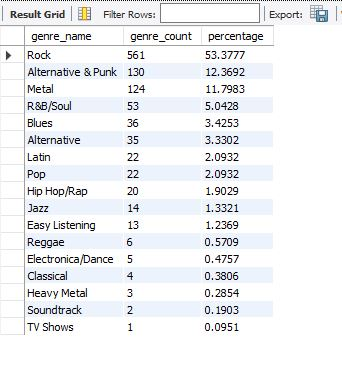 Result Grid Filter Rows: Export:
genre_name genre_count percentage
Rock 561 53.3777
Alternative & Punk 130 12.3692
Metal 124 11.7983
R&B/Soul 53 5.0428
Blues 36 3.4253
Alternative 35 3.3302
Latin 22 2.0932
Pop 22 2.0932
Hip Hop/Rap 20 1.9029
Jazz 14 1.3321
Easy Listening 13 1.2369
Reggae 6 0.5709
Electronica/Dance 5 0.4757
Classical 4 0.3806
Heavy Metal 3 0.2854
Soundtrack 2 0.1903
TV Shows 1 0.0951